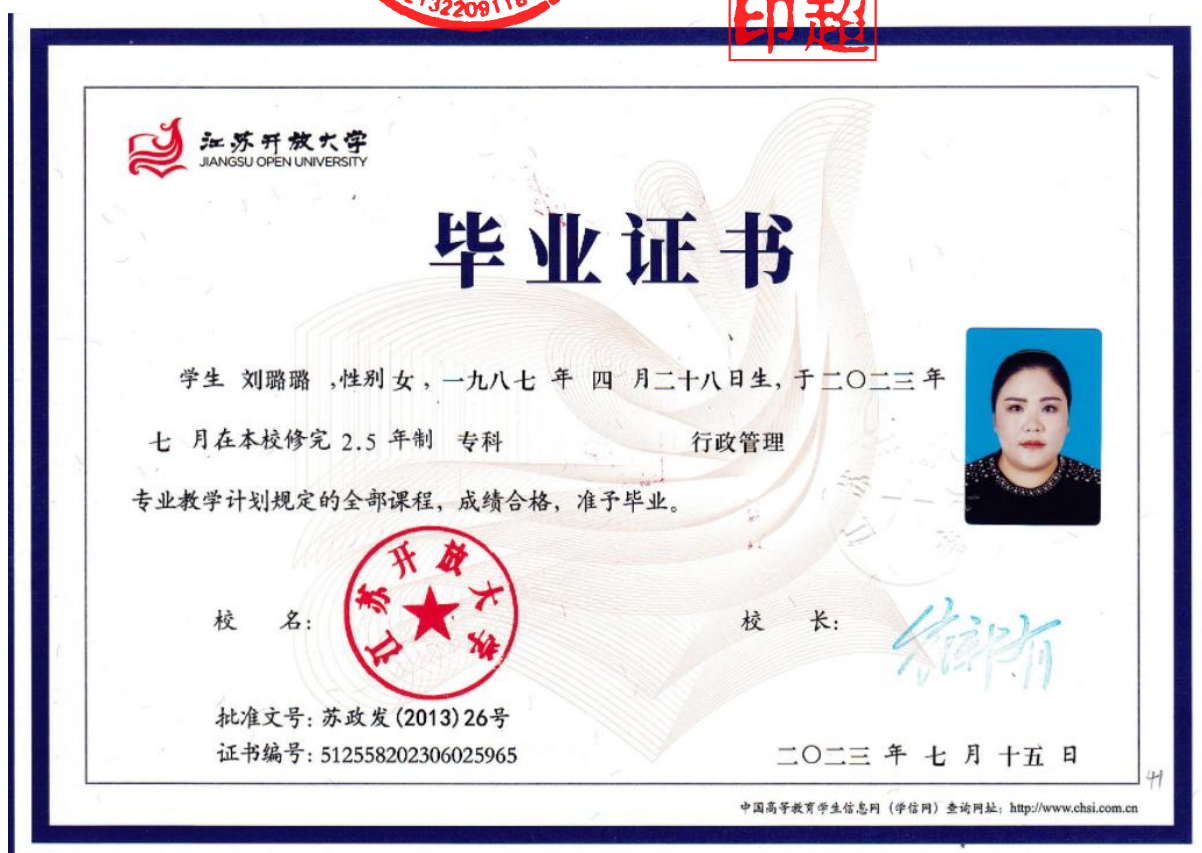 印超
江苏开放大学
JIANGSU OPEN UNIVERSITY
毕业证书
学生 刘璐璐 ,性别 女 , 一九八七 年 四 月二十八日生, 于二〇二三年
七 月在本校修完 2.5 年制 专科 行政管理
专业教学计划规定的全部课程, 成绩合格, 准予毕业。
江苏开放大学
校 名:
校 长:
批准文号: 苏政发(2013)26号
证书编号: 512558202306025965
二〇二三 年 七 月 十五 日
中国高等教育学生信息网(学信网)查询网址: http://www.chsi.com.cn